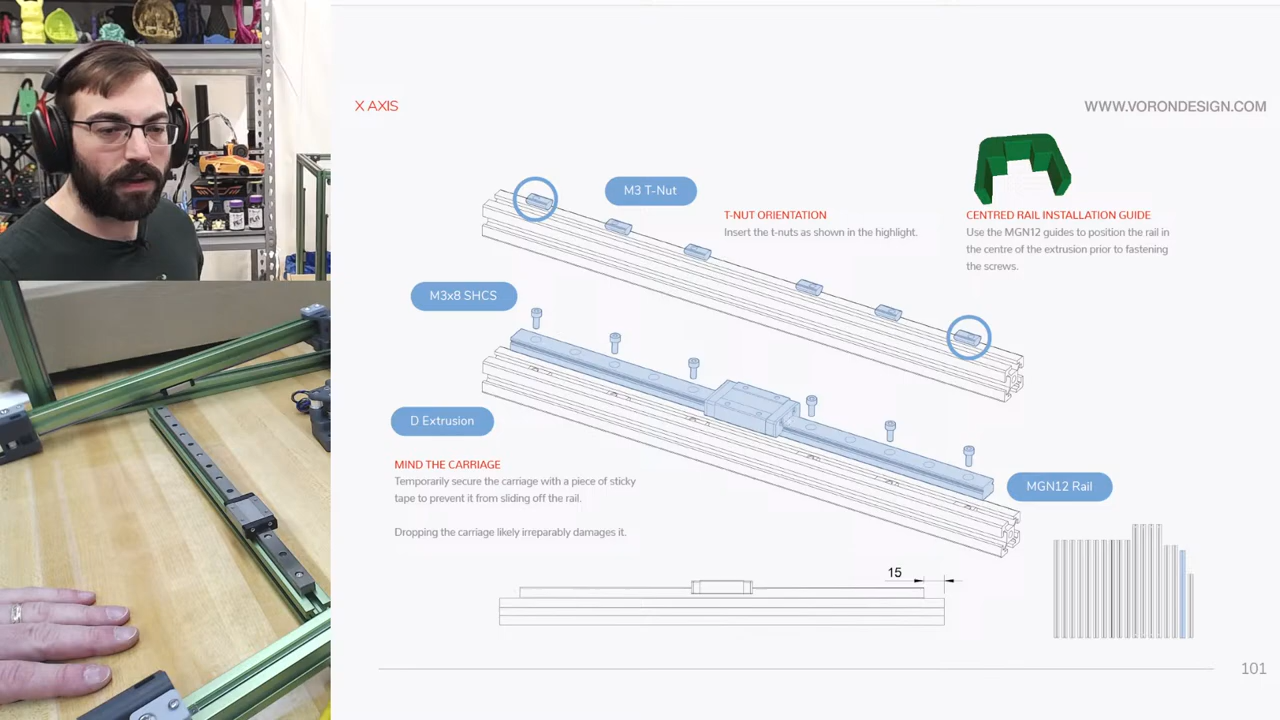 X AXIS
WWW.VORONDESIGN.COM
M3 T-Nut
T-NUT ORIENTATION
Insert the t-nuts as shown in the highlight.
CENTRED RAIL INSTALLATION GUIDE
Use the MGN12 guides to position the rail in
the centre of the extrusion prior to fastening
the screws.
M3x8 SHCS
D Extrusion
MIND THE CARRIAGE
Temporarily secure the carriage with a piece of sticky
tape to prevent it from sliding off the rail.
Dropping the carriage likely irreparably damages it.
MGN12 Rail
15
101